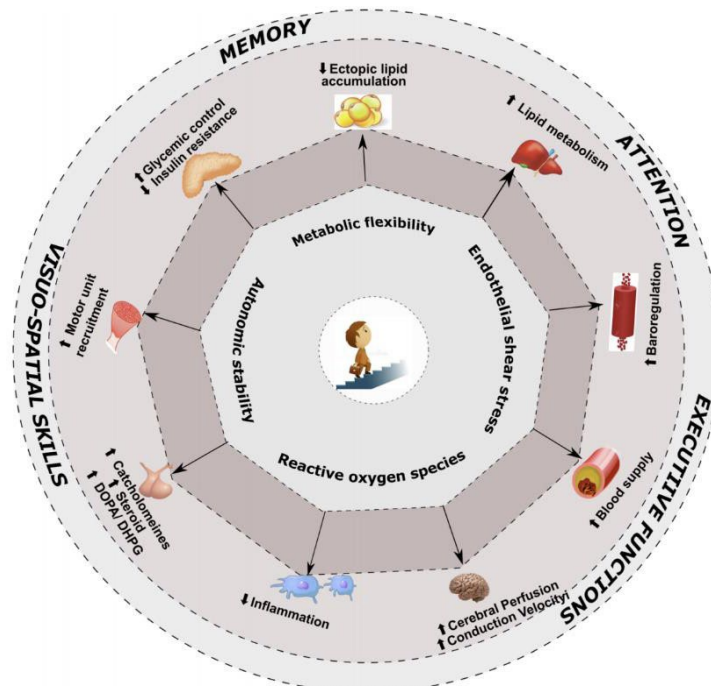 MEMORY
ATTENTION
EXECUTIIVE FUNCTIONS
VISUO-SPATIAL SKILLS
⬇ Ectopic lipid
accumulation
⬆ Lipid metabolism
⬆ Baroregulation
⬆ Blood supply
⬆ Cerebral Perfusion
⬆ Conduction Velocityi
⬇ Inflammation
⬆ Catcholomeines
⬆ Steroid
⬆ DOPA/ DHPG
⬆ Motor unit
recruitment
⬆ Glycemic control
⬇ Insulin resistance
Metabolic flexibility
Endothelial shear stress
Reactive oxygen species
Autonomic stability